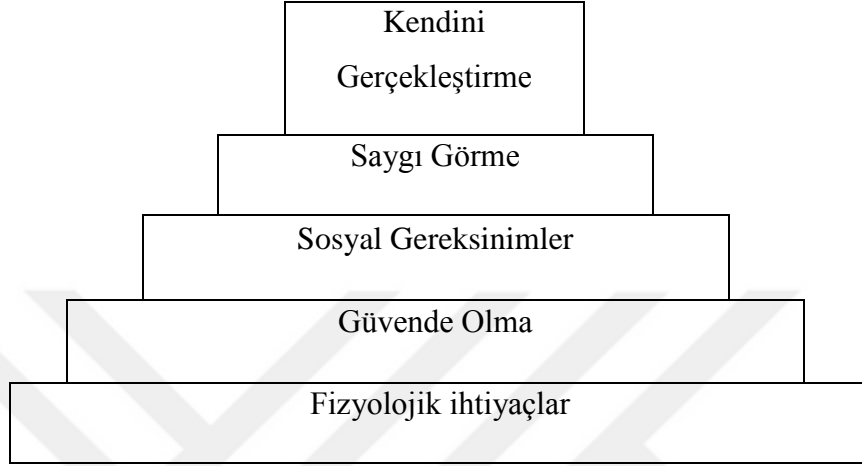 Kendini
Gerçekleştirme
Saygı Görme
Sosyal Gereksinimler
Güvende Olma
Fizyolojik ihtiyaçlar